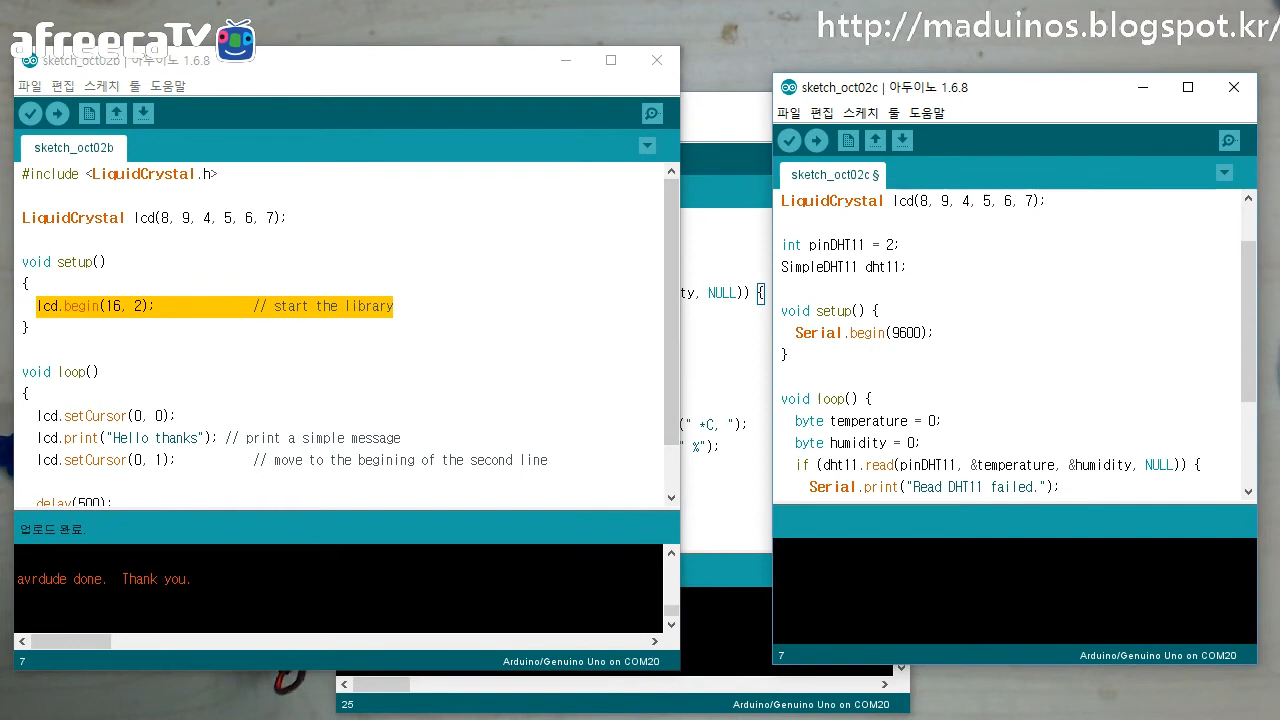 afreecaTV
http://maduinos.blogspot.kr/
sketch_oct02b | 아두이노 1.6.8
파일 편집 스케치 툴 도움말
sketch_oct02b
#include <LiquidCrystal.h>
LiquidCrystal lcd(8, 9, 4, 5, 6, 7);
void setup()
{
lcd.begin(16, 2); // start the library
}
void loop()
{
lcd.setCursor(0, 0);
lcd.print("Hello thanks"); // print a simple message
lcd.setCursor(0, 1); // move to the begining of the second line
delay(500);
업로드 완료.
avrdude done. Thank you.
7
Arduino/Genuino Uno on COM20
ty, NULL)) {
(" *C, ");
" %");
25
Arduino/Genuino Uno on COM20
sketch_oct02c | 아두이노 1.6.8
파일 편집 스케치 툴 도움말
sketch_oct02c §
LiquidCrystal lcd(8, 9, 4, 5, 6, 7);
int pinDHT11 = 2;
SimpleDHT11 dht11;
void setup() {
Serial.begin(9600);
}
void loop() {
byte temperature = 0;
byte humidity = 0;
if (dht11.read(pinDHT11, &temperature, &humidity, NULL)) {
Serial.print("Read DHT11 failed.");
7
Arduino/Genuino Uno on COM20